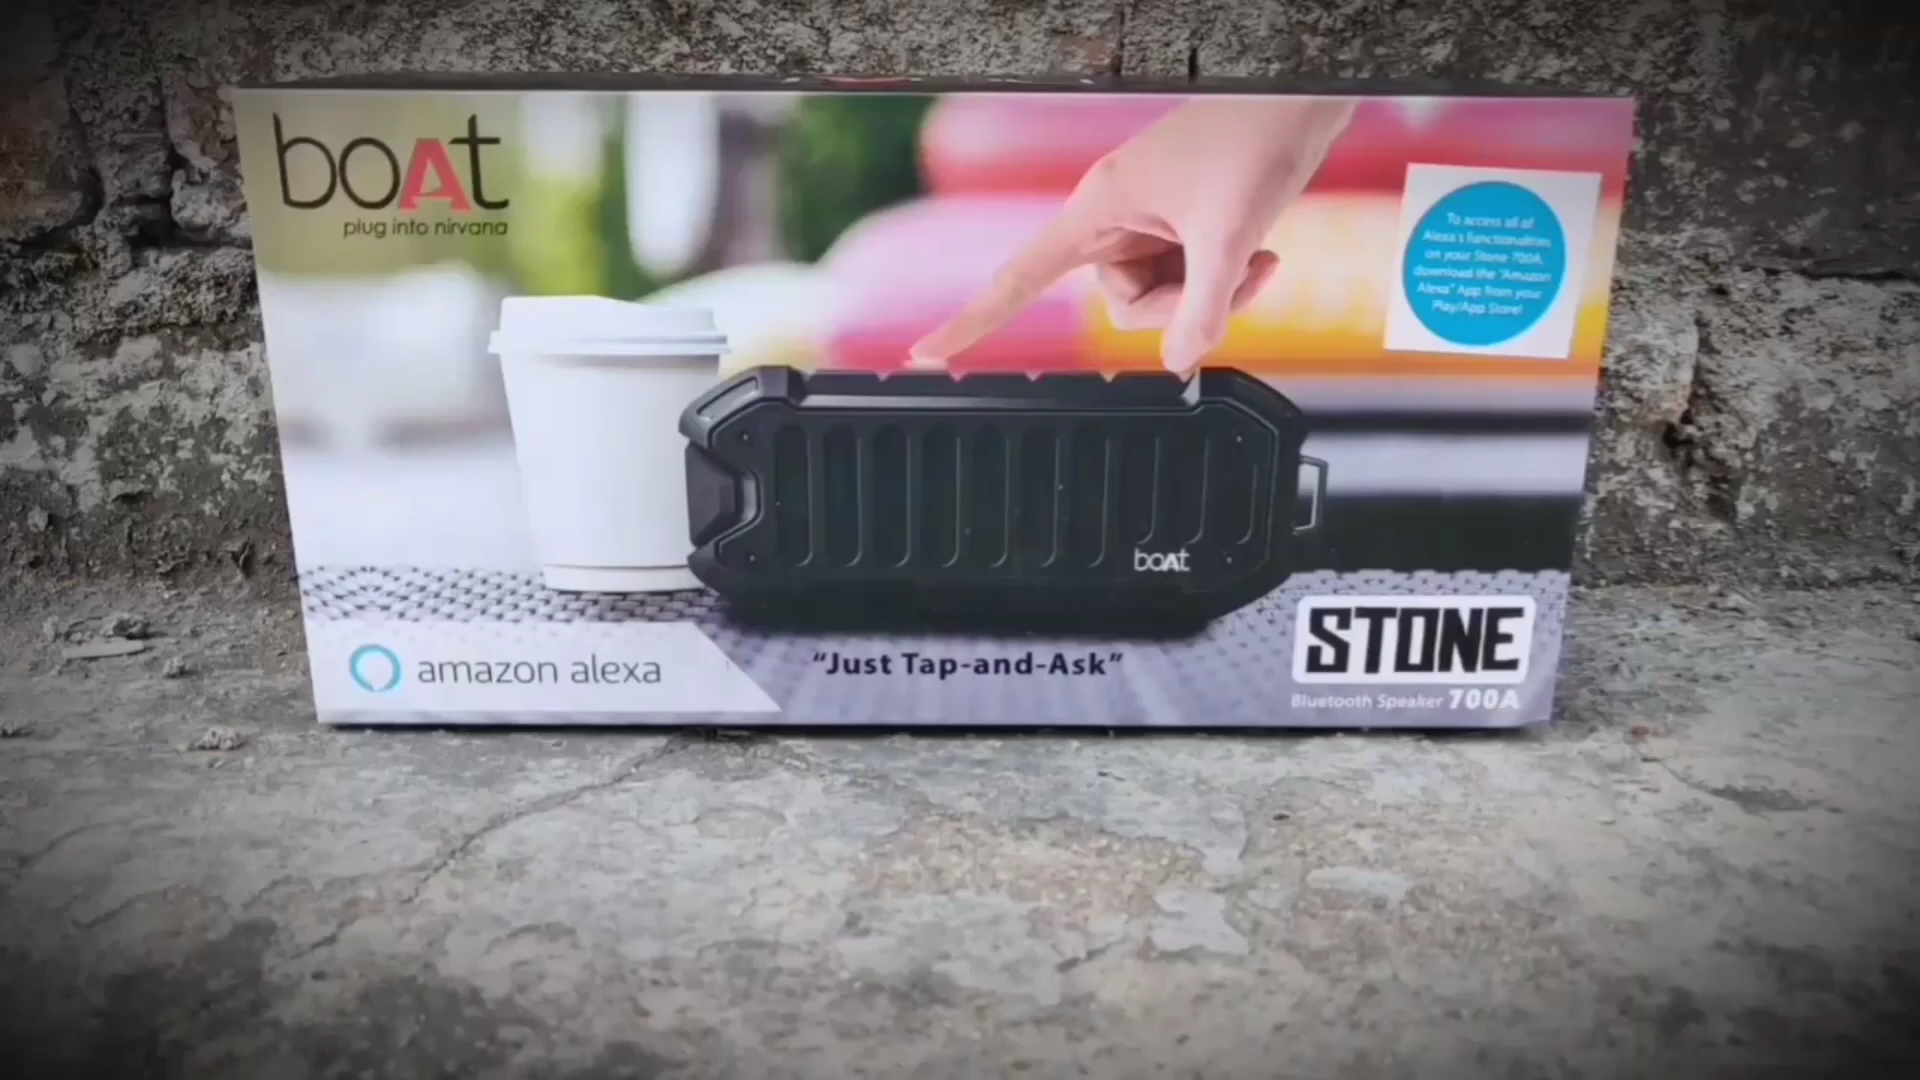 boAt
plug into nirvana
To access all of
Alexa's functionalities
on your Stone 700A,
download the "Amazon
Alexa" App from your
Play/App Store!
boAt
amazon alexa
"Just Tap-and-Ask"
STONE
Bluetooth Speaker 700A